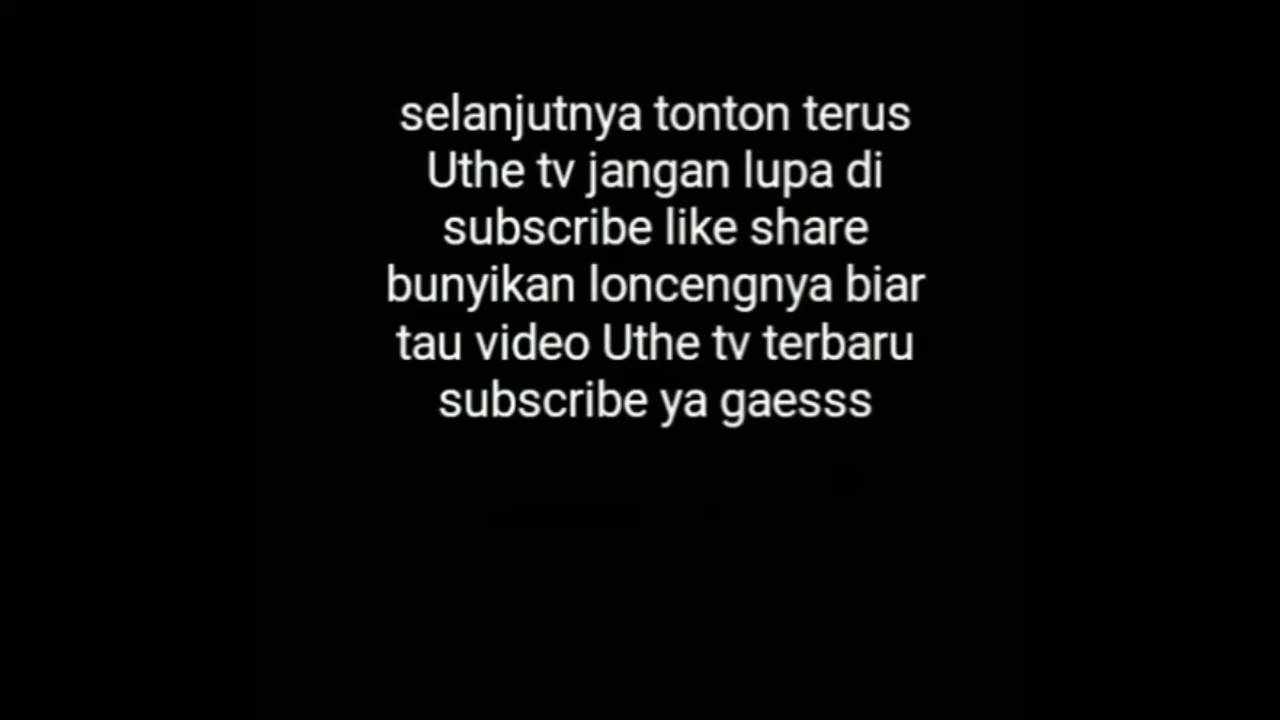 selanjutnya tonton terus
Uthe tv jangan lupa di
subscribe like share
bunyikan loncengnya biar
tau video Uthe tv terbaru
subscribe ya gaesss